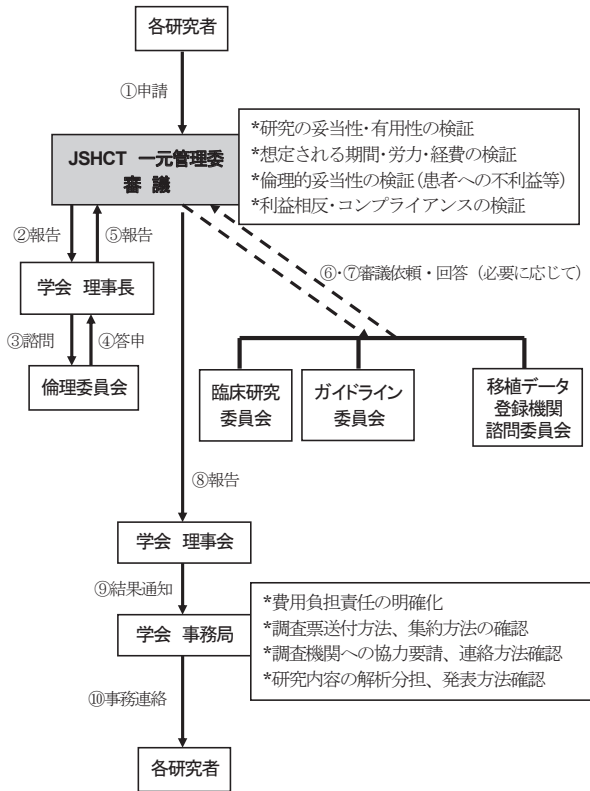 各研究者
①申請
JSHCT 一元管理委
審 議
*研究の妥当性・有用性の検証
*想定される期間・労力・経費の検証
*倫理的妥当性の検証(患者への不利益等)
*利益相反・コンプライアンスの検証
②報告
⑤報告
⑥・⑦審議依頼・回答（必要に応じて）
学会 理事長
③諮問
④答申
倫理委員会
臨床研究
委員会
ガイドライン
委員会
移植データ
登録機関
諮問委員会
⑧報告
学会 理事会
⑨結果通知
学会 事務局
*費用負担責任の明確化
*調査票送付方法、集約方法の確認
*調査機関への協力要請、連絡方法確認
*研究内容の解析分担、発表方法確認
⑩事務連絡
各研究者